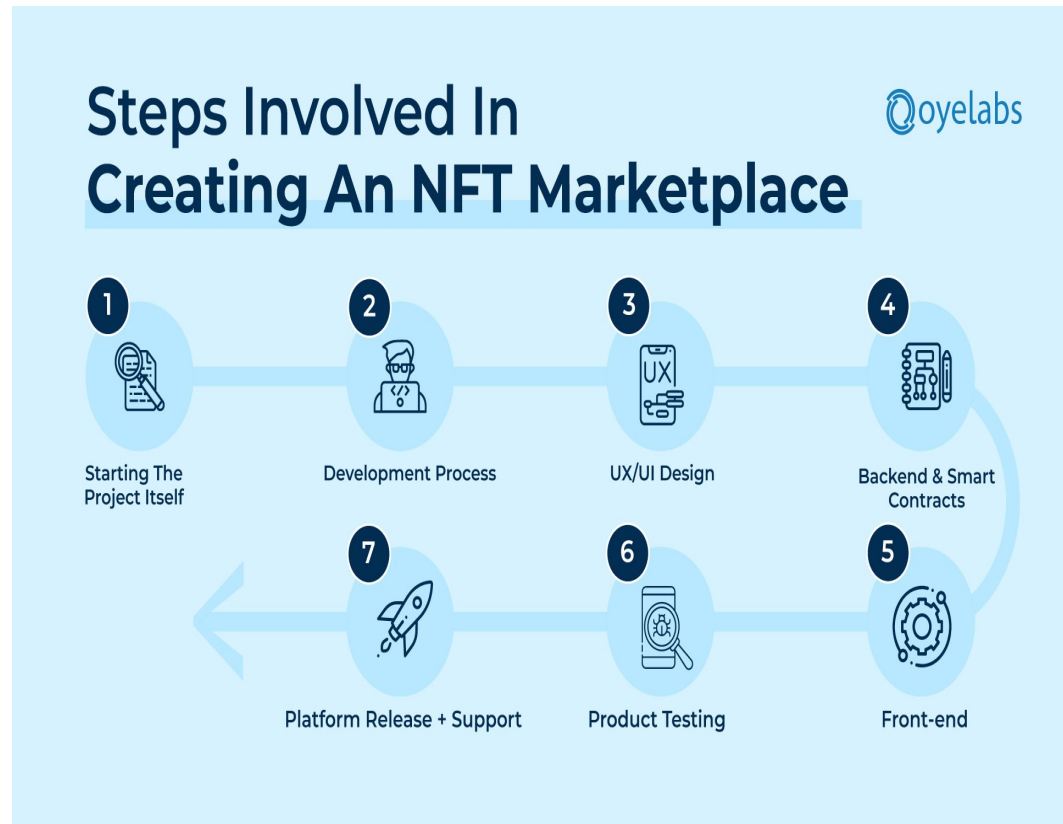 Steps Involved In
Creating An NFT Marketplace
oyelabs
1
Starting The
Project Itself
2
</>
Development Process
3
UX
UX/UI Design
4
Backend & Smart
Contracts
5
Front-end
6
Product Testing
7
Platform Release + Support